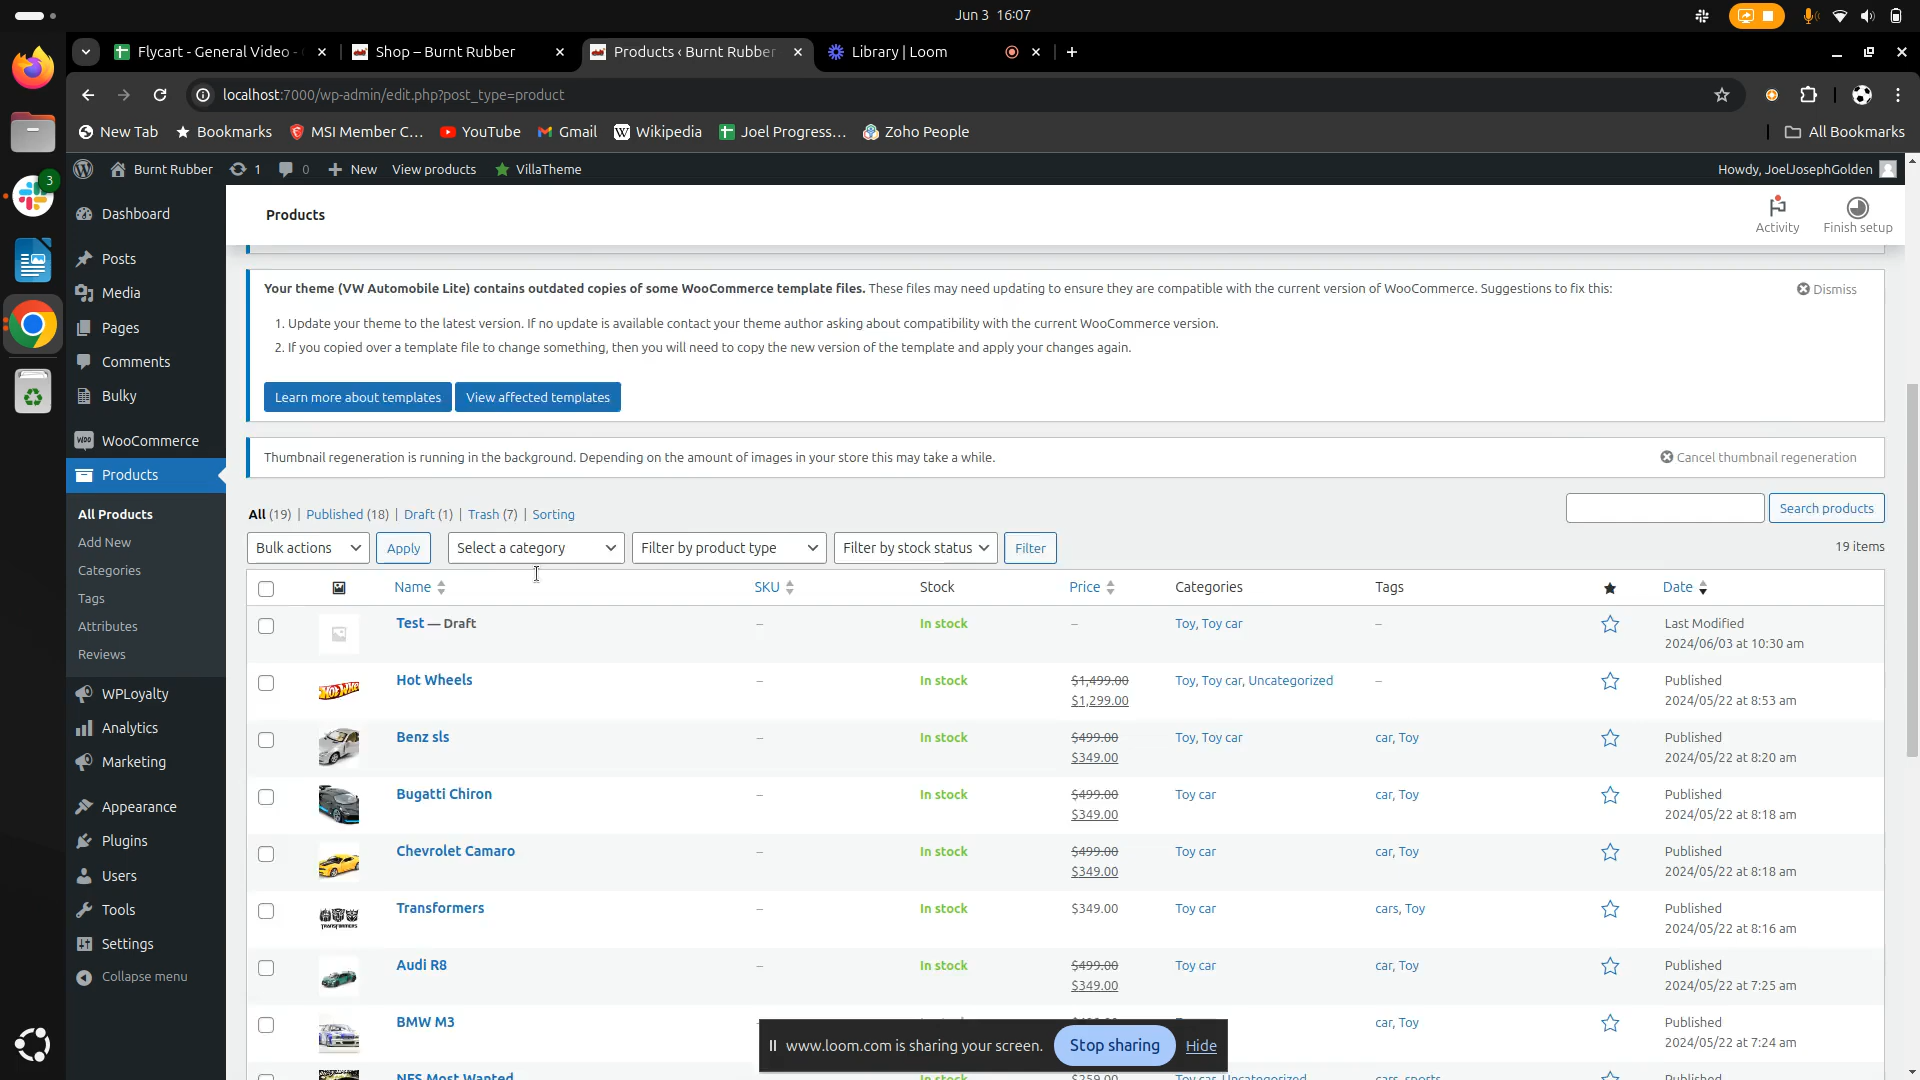 Jun 3 16:07
Flycart - General Video -
Shop – Burnt Rubber
Products ‹ Burnt Rubber
Library | Loom
localhost:7000/wp-admin/edit.php?post_type=product
New Tab
Bookmarks
MSI Member C...
YouTube
Gmail
Wikipedia
Joel Progress...
Zoho People
All Bookmarks
Burnt Rubber
1
0
New
View products
VillaTheme
Howdy, JoelJosephGolden
3
Dashboard
Posts
Media
Pages
Comments
Bulky
WooCommerce
Products
All Products
Add New
Categories
Tags
Attributes
Reviews
WPLoyalty
Analytics
Marketing
Appearance
Plugins
Users
Tools
Settings
Collapse menu
Products
Activity
Finish setup
Your theme (VW Automobile Lite) contains outdated copies of some WooCommerce template files. These files may need updating to ensure they are compatible with the current version of WooCommerce. Suggestions to fix this:
Dismiss
1. Update your theme to the latest version. If no update is available contact your theme author asking about compatibility with the current WooCommerce version.
2. If you copied over a template file to change something, then you will need to copy the new version of the template and apply your changes again.
Learn more about templates
View affected templates
Thumbnail regeneration is running in the background. Depending on the amount of images in your store this may take a while.
Cancel thumbnail regeneration
All (19) | Published (18) | Draft (1) | Trash (7) | Sorting
Search products
Bulk actions
Apply
Select a category
Filter by product type
Filter by stock status
Filter
19 items
Name SKU Stock Price Categories Tags Date
Test — Draft – In stock – Toy, Toy car – Last Modified
2024/06/03 at 10:30 am
Hot Wheels – In stock $1,499.00 Toy, Toy car, Uncategorized – Published
$1,299.00 2024/05/22 at 8:53 am
Benz sls – In stock $499.00 Toy, Toy car car, Toy Published
$349.00 2024/05/22 at 8:20 am
Bugatti Chiron – In stock $499.00 Toy car car, Toy Published
$349.00 2024/05/22 at 8:18 am
Chevrolet Camaro – In stock $499.00 Toy car car, Toy Published
$349.00 2024/05/22 at 8:18 am
Transformers – In stock $349.00 Toy car cars, Toy Published
2024/05/22 at 8:16 am
Audi R8 – In stock $499.00 Toy car car, Toy Published
$349.00 2024/05/22 at 7:25 am
BMW M3 car, Toy Published
2024/05/22 at 7:24 am
www.loom.com is sharing your screen.
Stop sharing
Hide
NFS Most Wanted In stock $259.00 Toy car, Uncategorized cars, sports Published